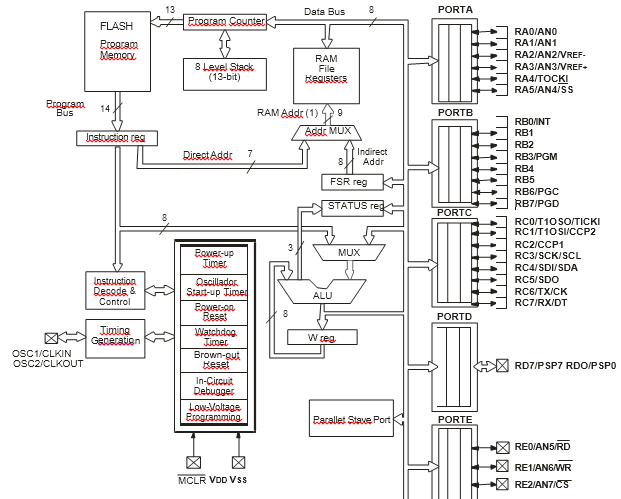 13
Data Bus
8
PORTA
FLASH
Program
Memory
Program Counter
8 Level Stack
(13-bit)
RAM
File
Registers
RA0/AN0
RA1/AN1
RA2/AN2/VREF-
RA3/AN3/VREF+
RA4/TOCKI
RA5/AN4/SS
Program
Bus
14
RAM Addr (1)
9
PORTB
Instruction reg
Addr MUX
RB0/INT
RB1
RB2
RB3/PGM
RB4
RB5
RB6/PGC
RB7/PGD
Direct Addr
7
8
Indirect
Addr
FSR reg
STATUS reg
PORTC
8
3
MUX
RC0/T1OSO/TICKI
RC1/T1OSI/CCP2
RC2/CCP1
RC3/SCK/SCL
RC4/SDI/SDA
RC5/SDO
RC6/TX/CK
RC7/RX/DT
Power-up
Timer
Instruction
Decode &
Control
Oscillador
Start-up Timer
Power-on
Reset
ALU
8
Timing
Generation
Watchdog
Timer
W reg
PORTD
OSC1/CLKIN
OSC2/CLKOUT
Brown-out
Reset
RD7/PSP7 RDO/PSP0
In-Circuit
Debugger
Low-Voltage
Programming
Parallet Stave Port
PORTE
MCLR VDD VSS
RE0/AN5/RD
RE1/AN6/WR
RE2/AN7/CS